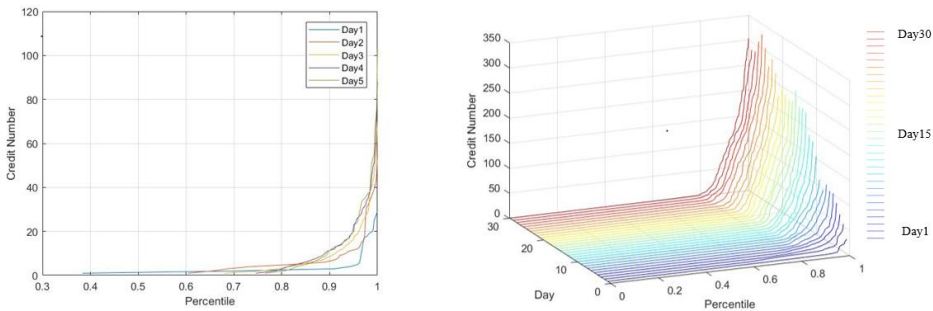 120
100
80
60
40
20
0
Credit Number
0.3 0.4 0.5 0.6 0.7 0.8 0.9 1
Percentile
Day1
Day2
Day3
Day4
Day5
350
300
250
200
150
100
50
0
Credit Number
30
20
10
0
Day
0 0.2 0.4 0.6 0.8 1
Percentile
Day30
Day15
Day1